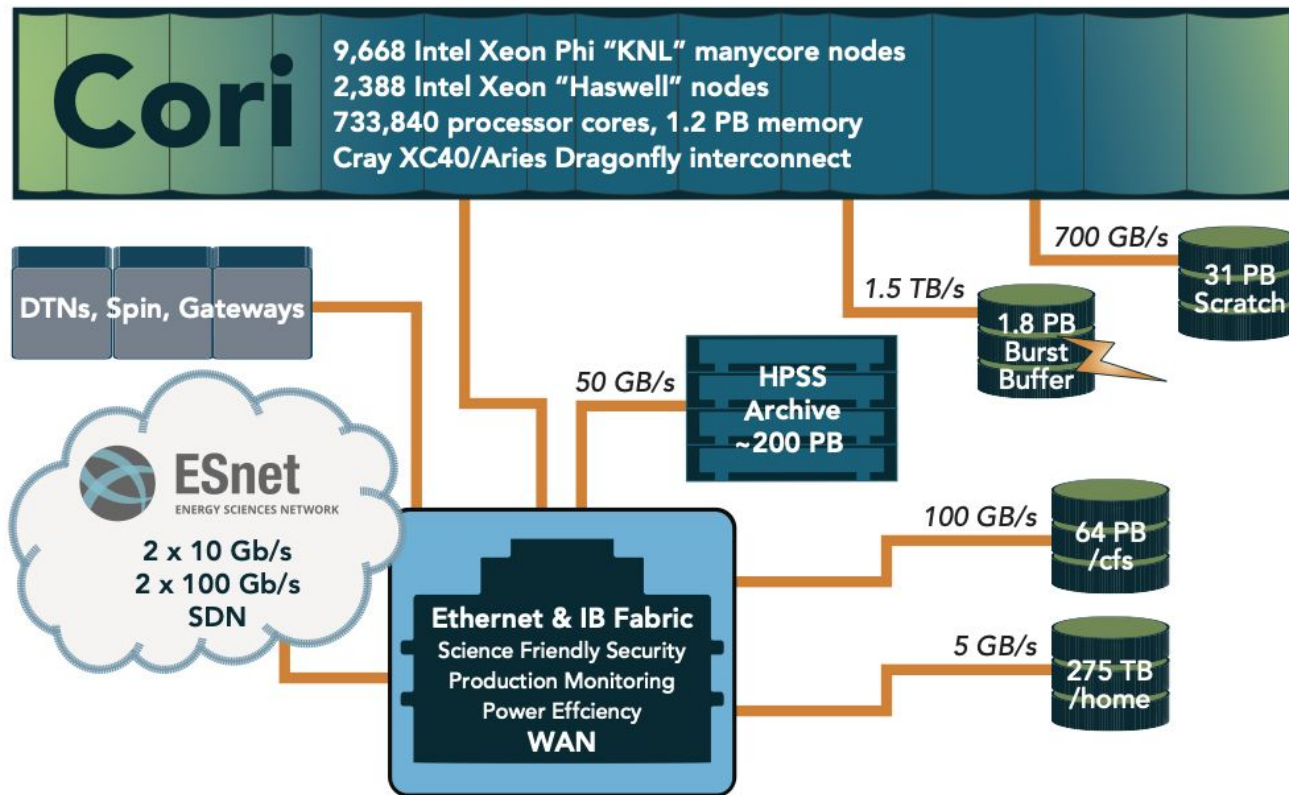 Cori
9,668 Intel Xeon Phi “KNL” manycore nodes
2,388 Intel Xeon “Haswell” nodes
733,840 processor cores, 1.2 PB memory
Cray XC40/Aries Dragonfly interconnect
700 GB/s
31 PB
Scratch
1.5 TB/s
1.8 PB
Burst
Buffer
DTNs, Spin, Gateways
50 GB/s
HPSS
Archive
~200 PB
ESnet
ENERGY SCIENCES NETWORK
2 x 10 Gb/s
2 x 100 Gb/s
SDN
100 GB/s
64 PB
/cfs
Ethernet & IB Fabric
Science Friendly Security
Production Monitoring
Power Effciency
WAN
5 GB/s
275 TB
/home